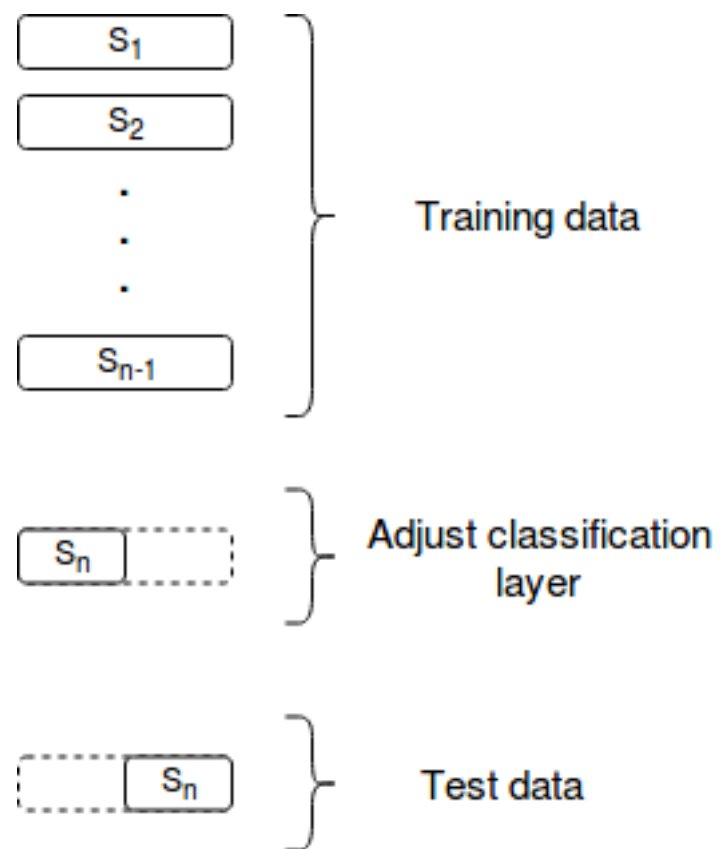 S₁
S₂
.
.
.
Sₙ₋₁
Training data
Sₙ
Adjust classification
layer
Sₙ
Test data